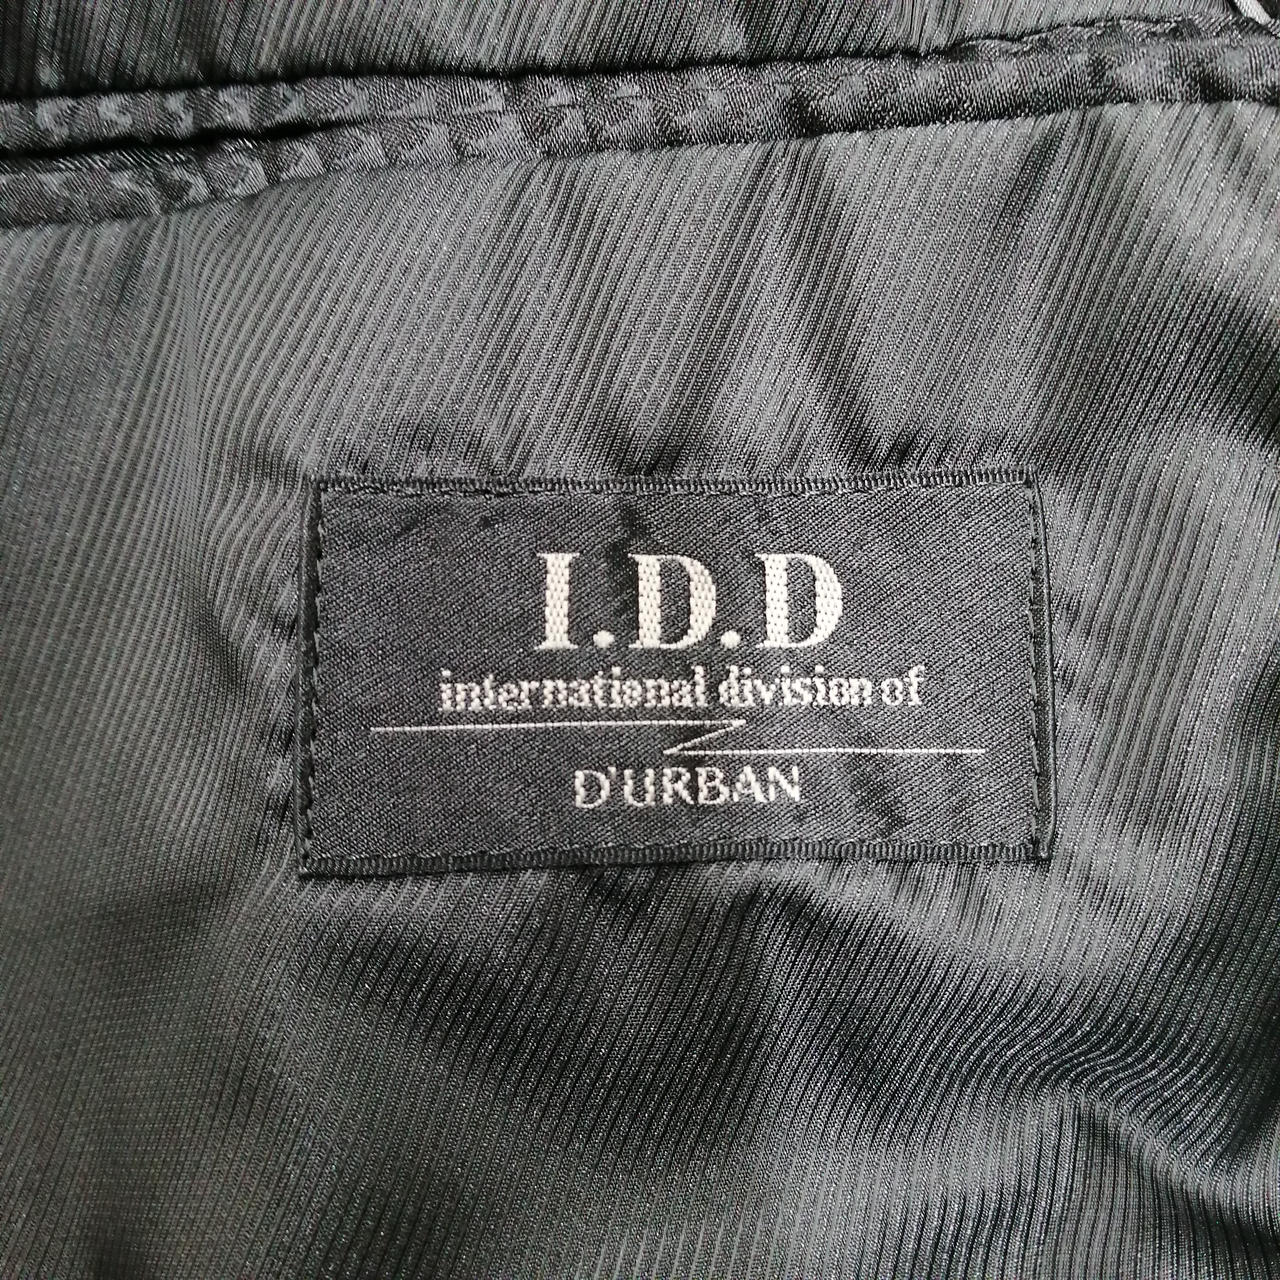 I.D.D
international division of
D'URBAN